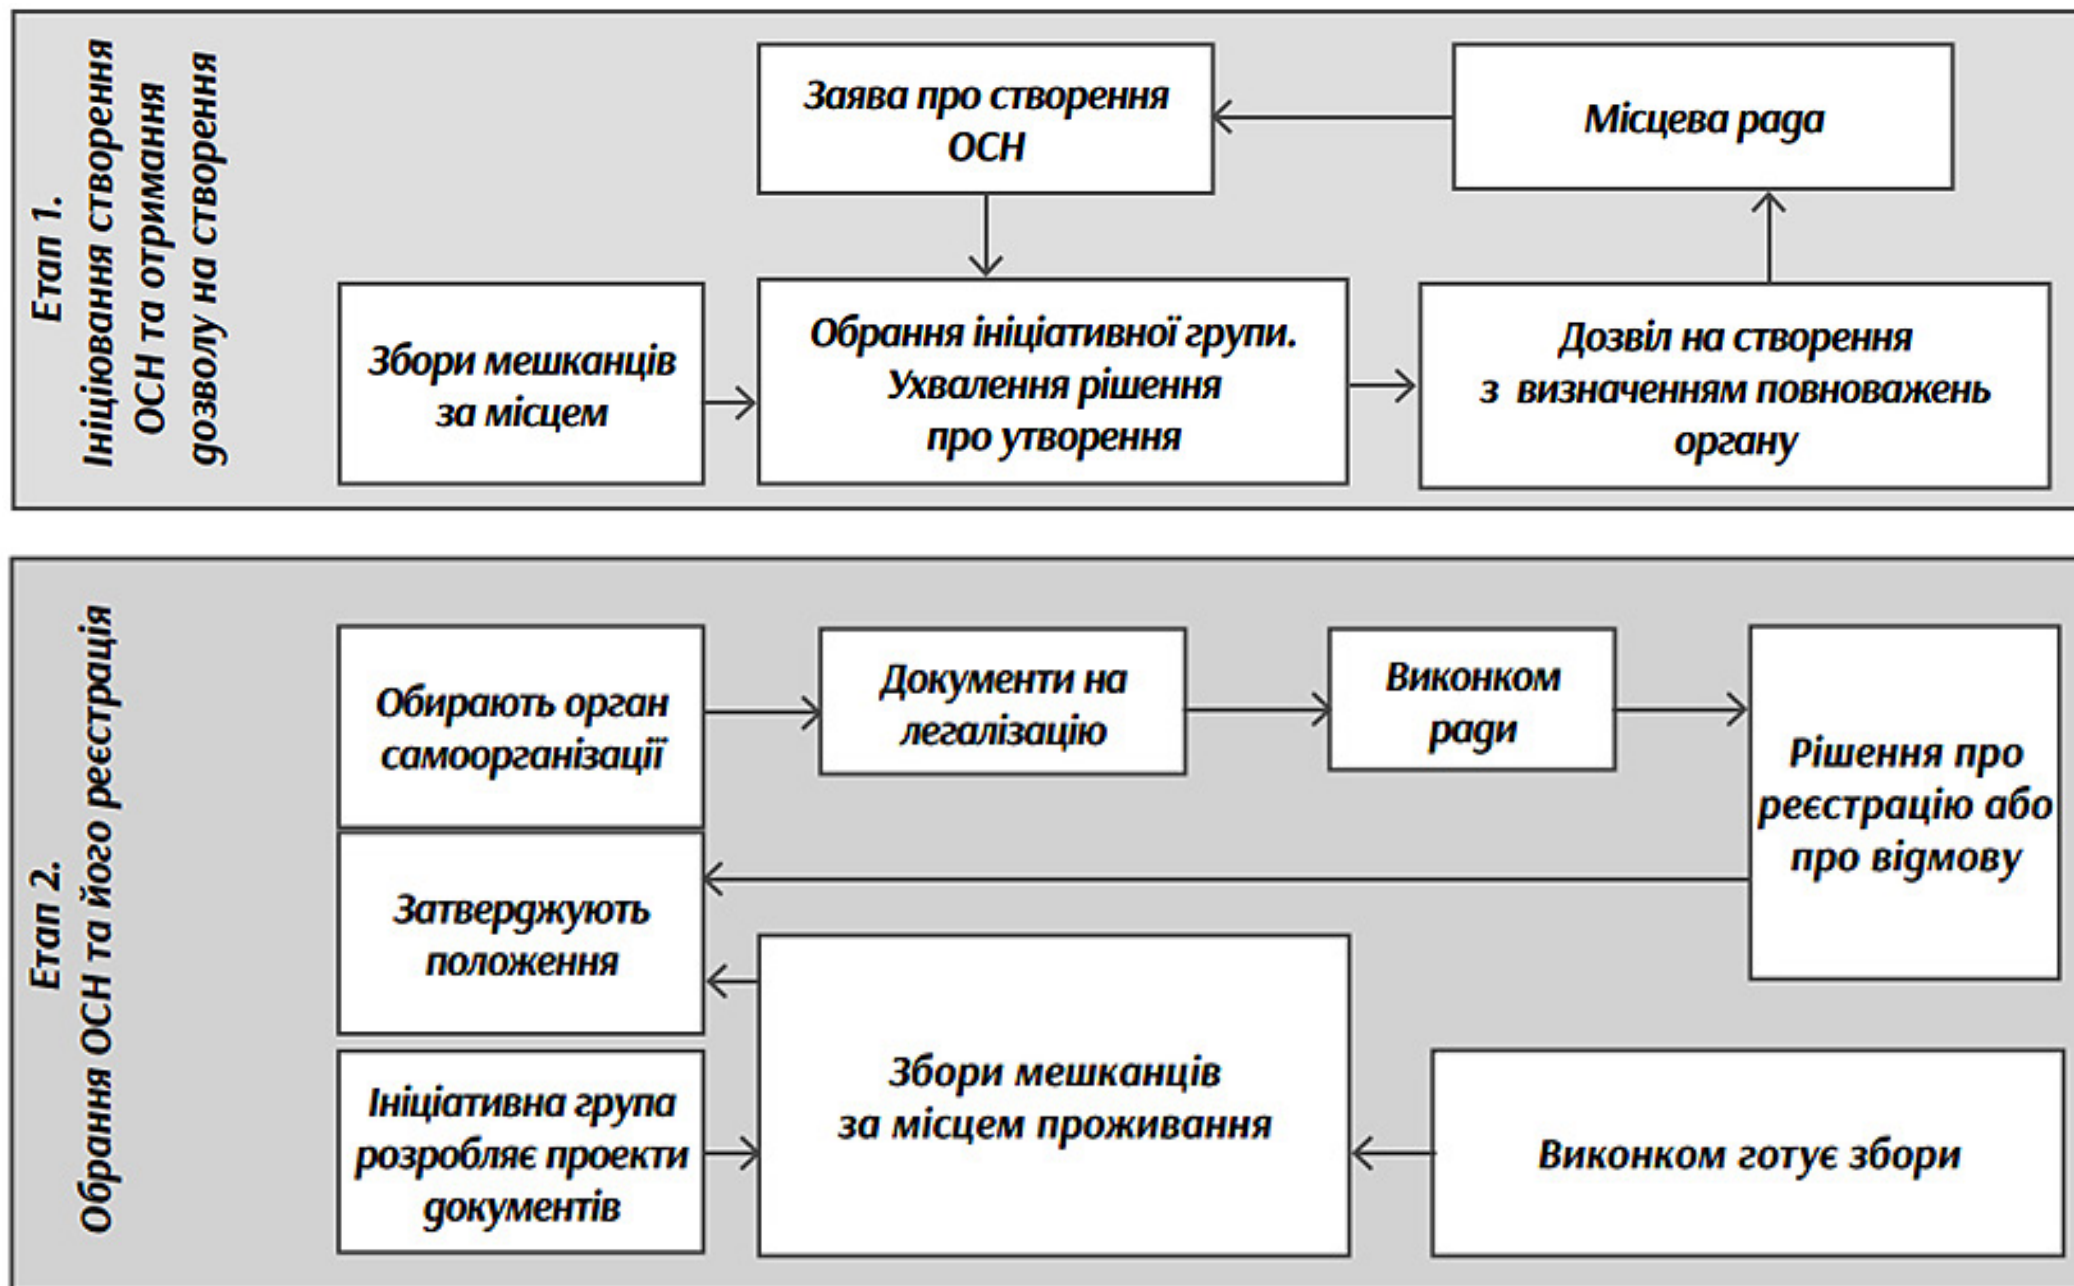 Етап 1.
Ініціювання створення
ОСН та отримання
дозволу на створення
Заява про створення
ОСН
Місцева рада
Збори мешканців
за місцем
Обрання ініціативної групи.
Ухвалення рішення
про утворення
Дозвіл на створення
з визначенням повноважень
органу
Етап 2.
Обрання ОСН та його реєстрація
Обирають орган
самоорганізації
Документи на
легалізацію
Виконком
ради
Рішення про
реєстрацію або
про відмову
Затверджують
положення
Ініціативна група
розробляє проекти
документів
Збори мешканців
за місцем проживання
Виконком готує збори